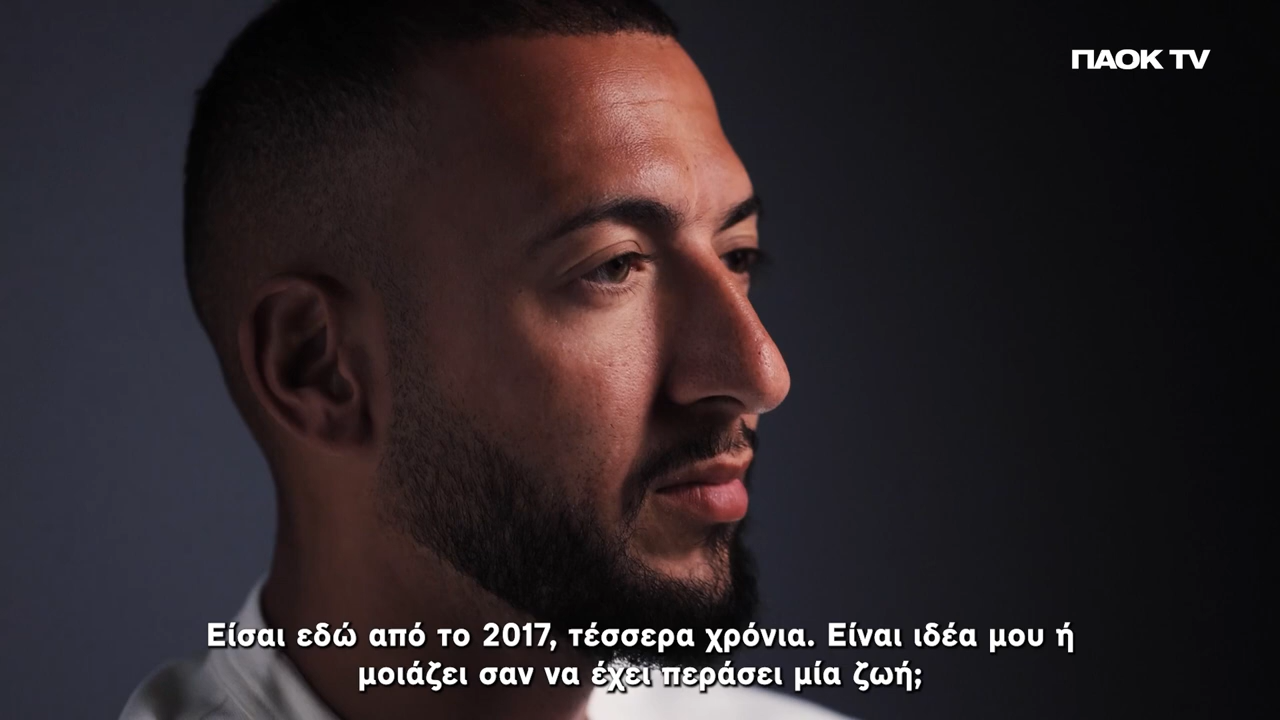 ΠΑΟΚ TV
Είσαι εδώ από το 2017, τέσσερα χρόνια. Είναι ιδέα μου ή
μοιάζει σαν να έχει περάσει μία ζωή;